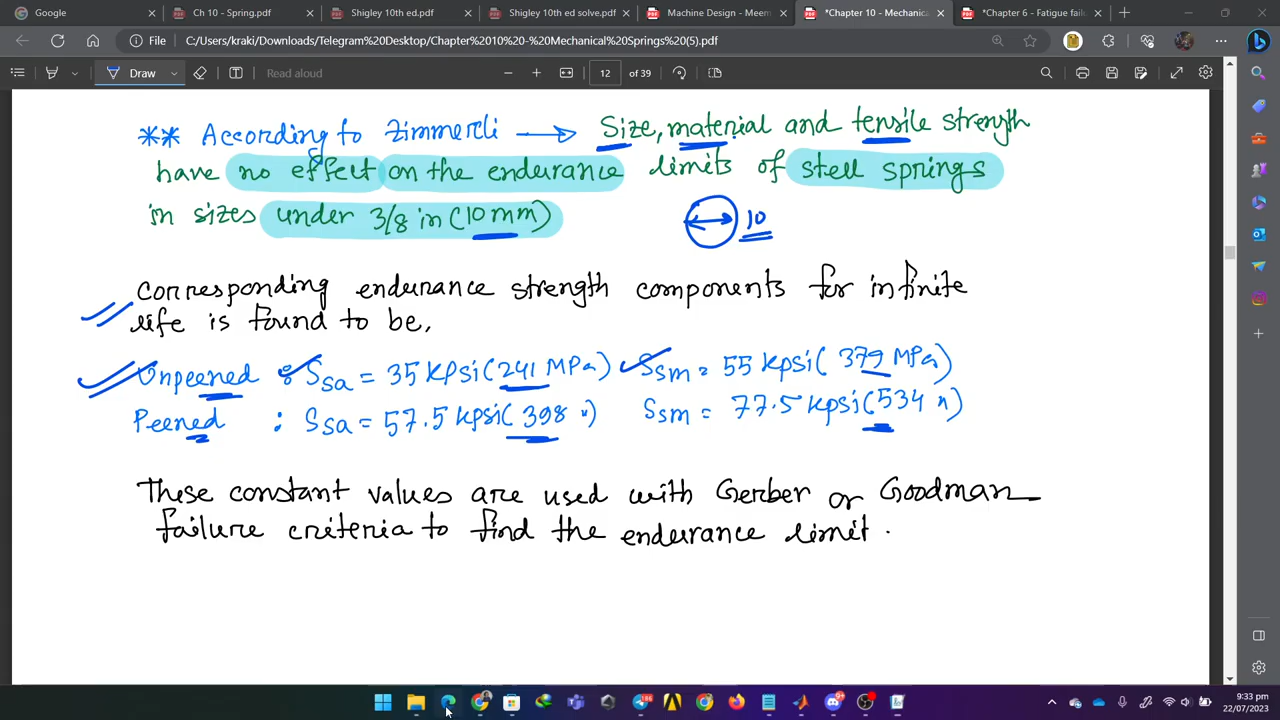 Google
Ch 10 - Spring.pdf
Shigley 10th ed.pdf
Shigley 10th ed solve.pdf
Machine Design - Meem
*Chapter 10 - Mechanica
*Chapter 6 - Fatigue failu
File
C:/Users/kraki/Downloads/Telegram%20Desktop/Chapter%2010%20-%20Mechanical%20Springs%20(5).pdf
Draw
Read aloud
12
of 39
** According to Zimmerli → Size, material and tensile strength
have no effect on the endurance limits of stell springs
in sizes under 3/8 in (10 mm)
10
Corresponding endurance strength components for infinite
life is found to be,
Unpeened : Ssa = 35 kpsi (241 MPa) Ssm = 55 kpsi (379 MPa)
Peened : Ssa = 57.5 kpsi (398 ") Ssm = 77.5 kpsi (534 ")
These constant values are used with Gerber or Goodman
failure criteria to find the endurance limit.
9:33 pm
22/07/2023